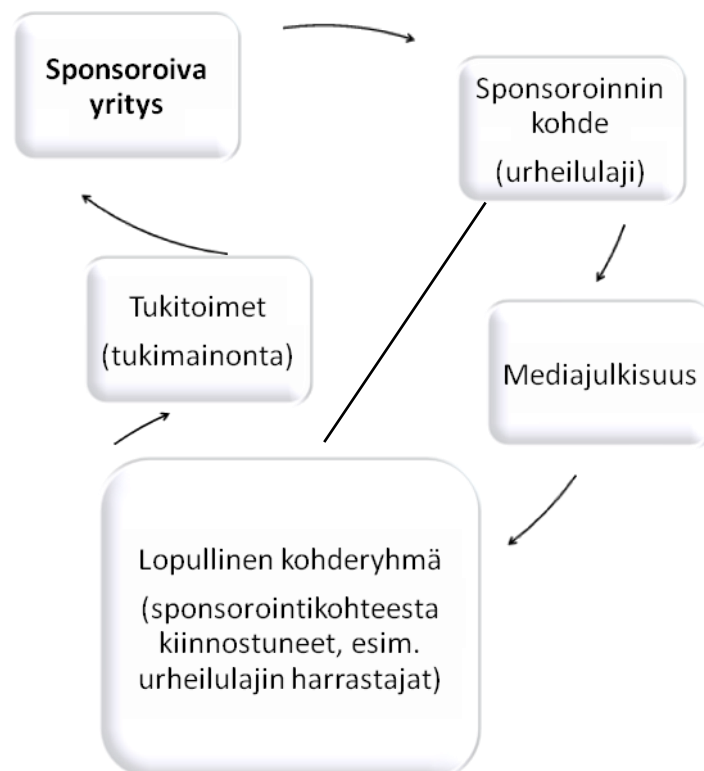 Sponsoroiva
yritys
Sponsoroinnin
kohde
(urheilulaji)
Tukitoimet
(tukimainonta)
Mediajulkisuus
Lopullinen kohderyhmä
(sponsorointikohteesta
kiinnostuneet, esim.
urheilulajin harrastajat)